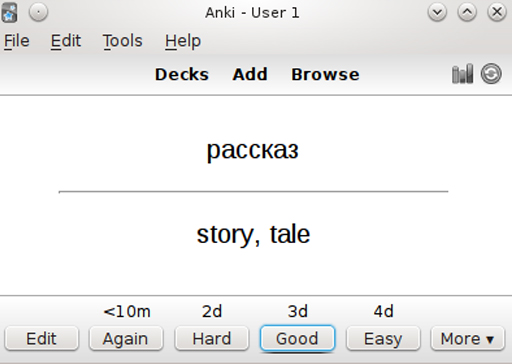 Anki - User 1
File Edit Tools Help
Decks Add Browse
рассказ
story, tale
<10m 2d 3d 4d
Edit Again Hard Good Easy More ▾